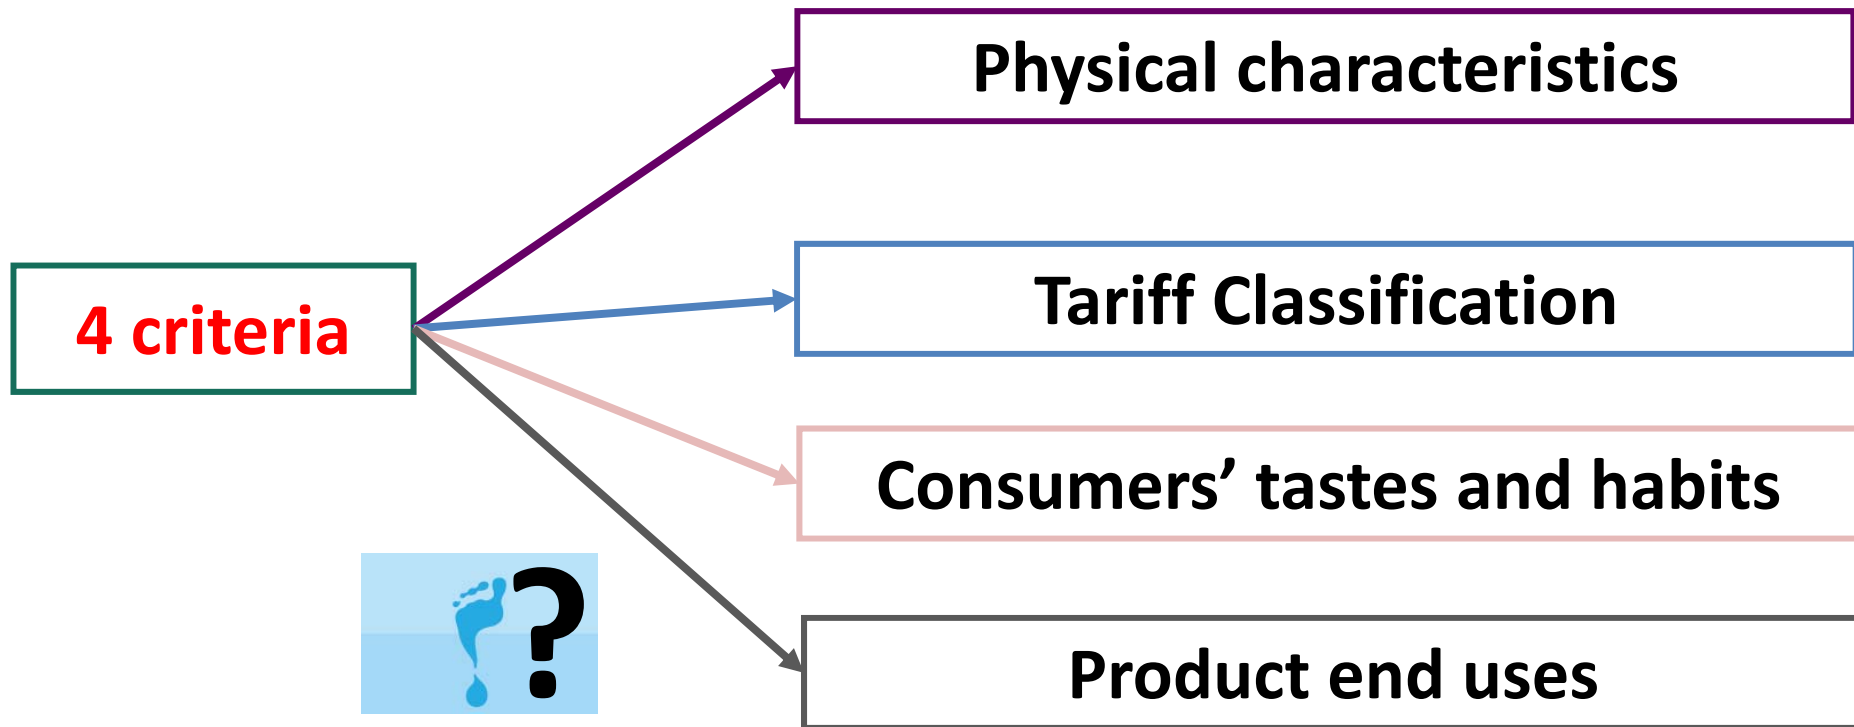 Physical characteristics
Tariff Classification
4 criteria
Consumers’ tastes and habits
?
Product end uses